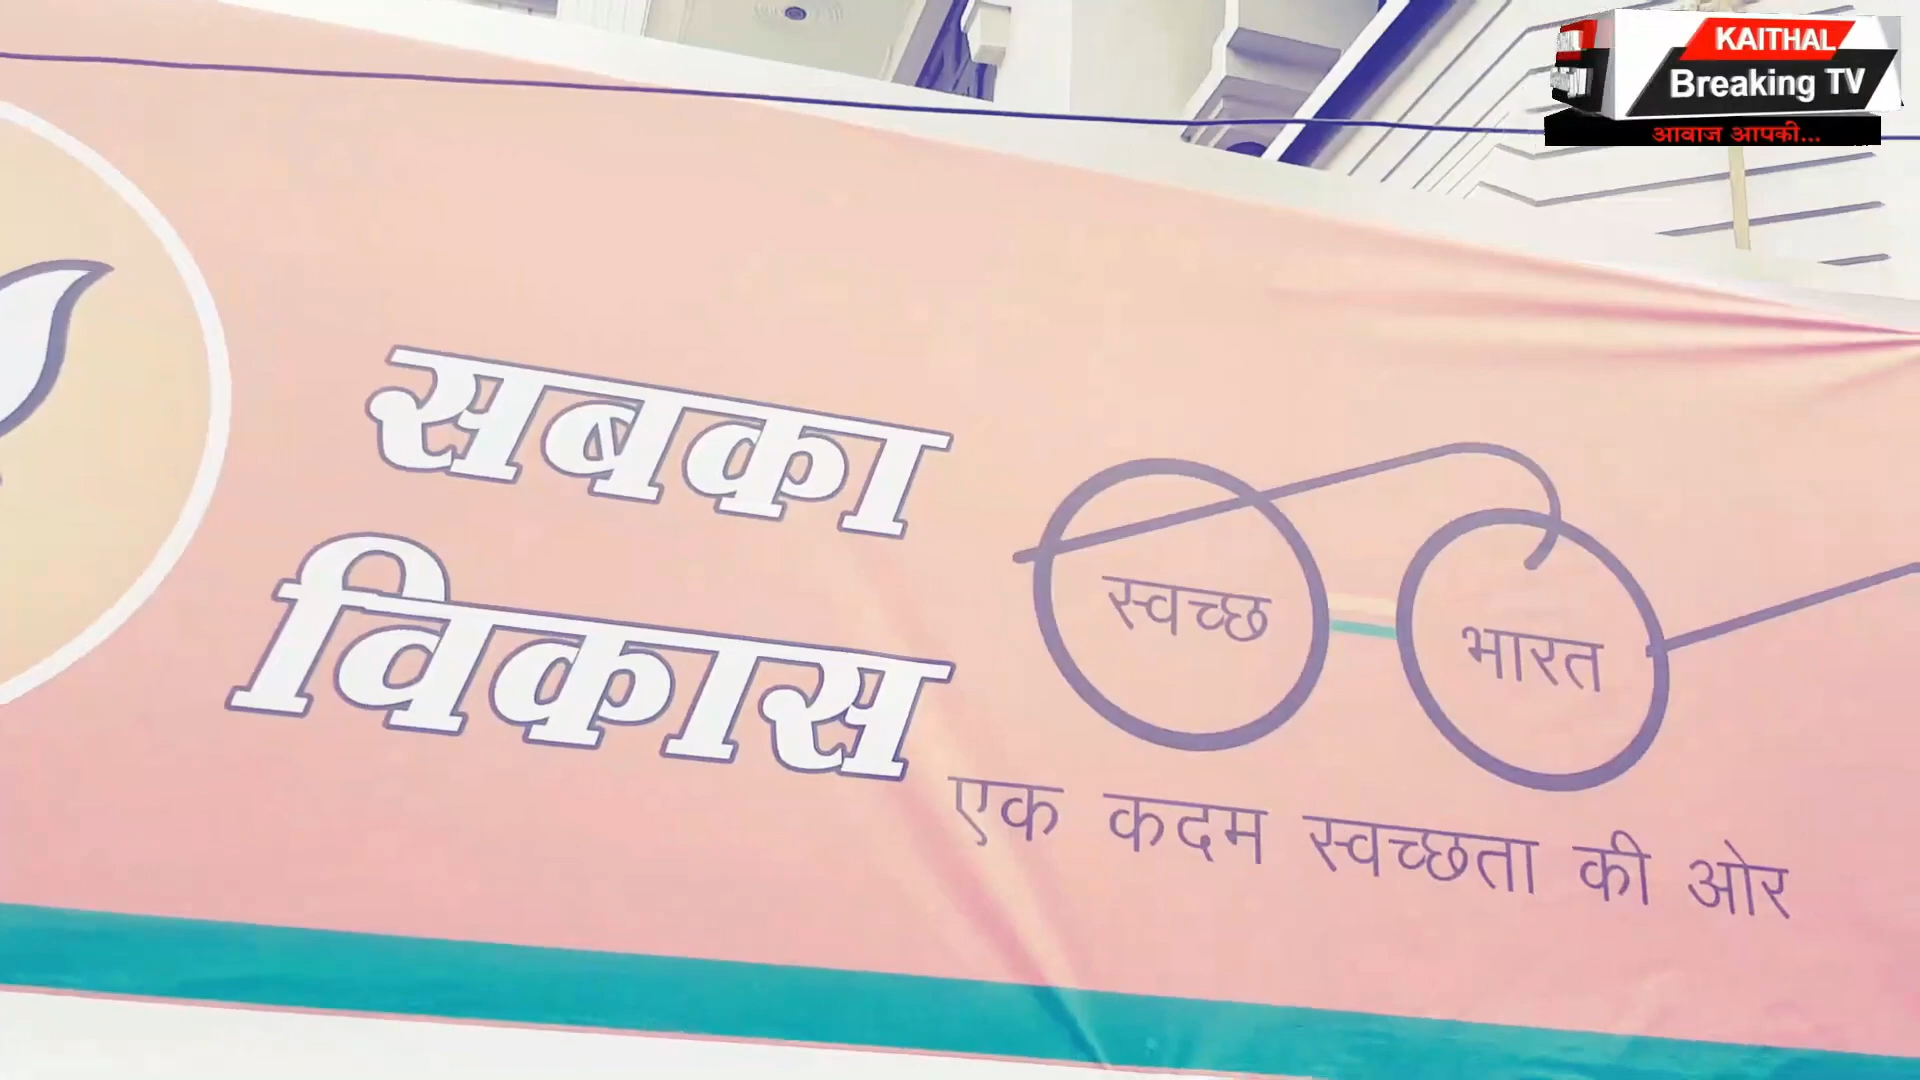 KAITHAL
Breaking TV
आवाज आपकी...
सबका
विकास
स्वच्छ
भारत
एक कदम स्वच्छता की ओर